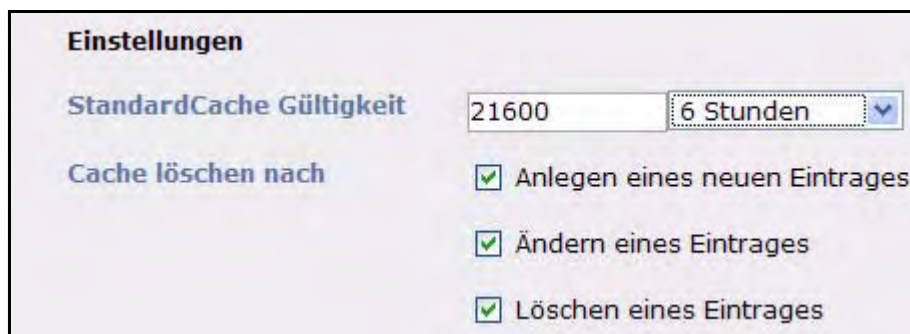 Einstellungen
StandardCache Gültigkeit 21600 6 Stunden
Cache löschen nach Anlegen eines neuen Eintrages
Ändern eines Eintrages
Löschen eines Eintrages